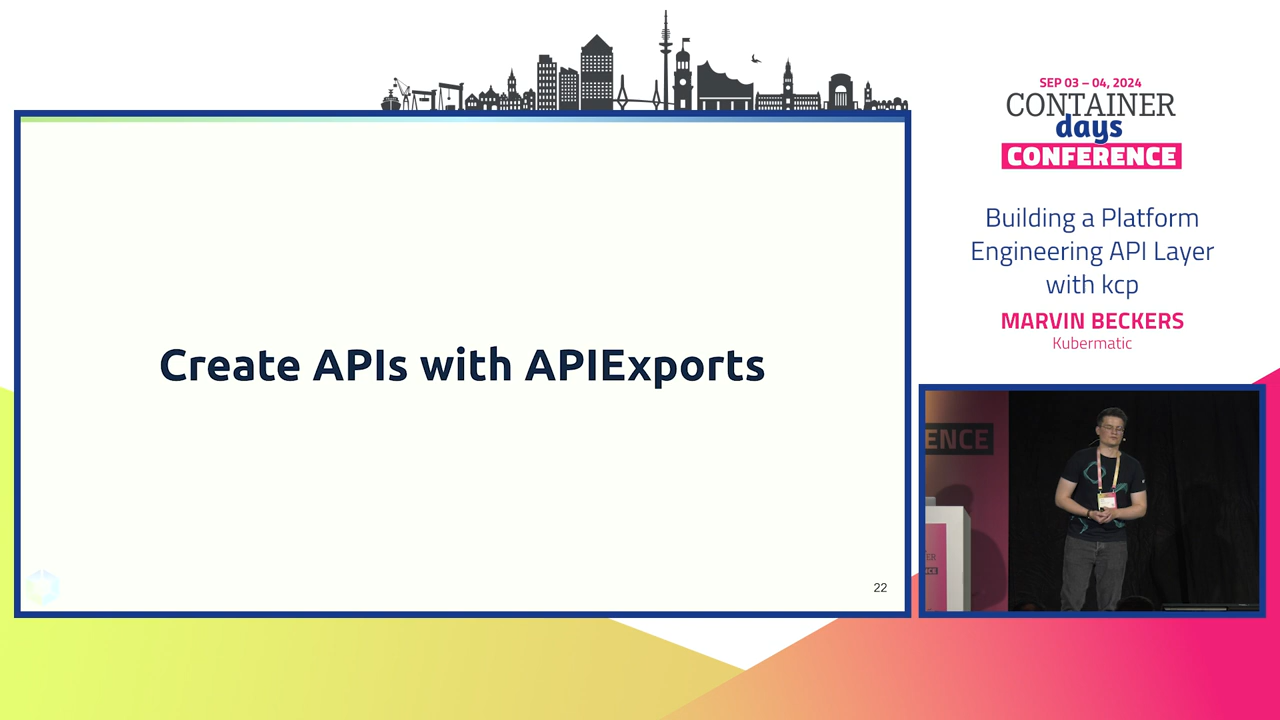 Create APIs with APIExports
22
SEP 03 – 04, 2024
CONTAINER
days
CONFERENCE
Building a Platform
Engineering API Layer
with kcp
MARVIN BECKERS
Kubermatic
ENCE